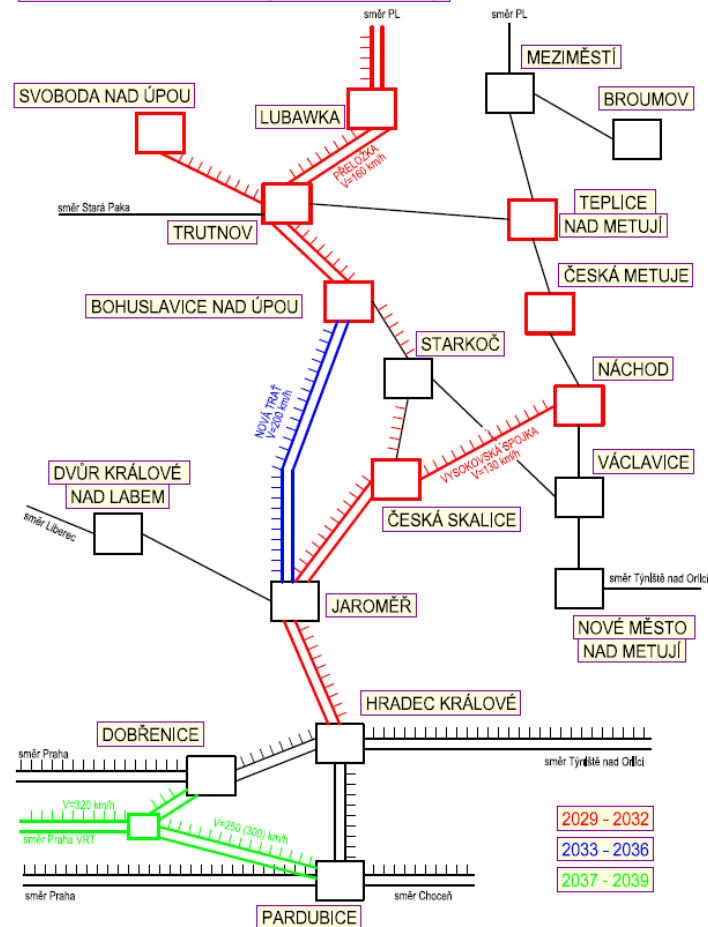 směr PL
směr PL
MEZIMĚSTÍ
SVOBODA NAD ÚPOU
BROUMOV
LUBAWKA
PŘELOŽKA
V=160 km/h
TEPLICE
NAD METUJÍ
směr Stará Paka
TRUTNOV
ČESKÁ METUJE
BOHUSLAVICE NAD ÚPOU
STARKOČ
NÁCHOD
NOVÁ TRAŤ
V=200 km/h
VYSOKOVSKÁ SPOJKA
V=130 km/h
DVŮR KRÁLOVÉ
NAD LABEM
VÁCLAVICE
směr Liberec
ČESKÁ SKALICE
směr Týniště nad Orlicí
JAROMĚŘ
NOVÉ MĚSTO
NAD METUJÍ
HRADEC KRÁLOVÉ
DOBŘENICE
směr Praha
směr Týniště nad Orlicí
V=320 km/h
V=250 (300) km/h
směr Praha VRT
2029 - 2032
2033 - 2036
2037 - 2039
směr Praha
směr Choceň
PARDUBICE